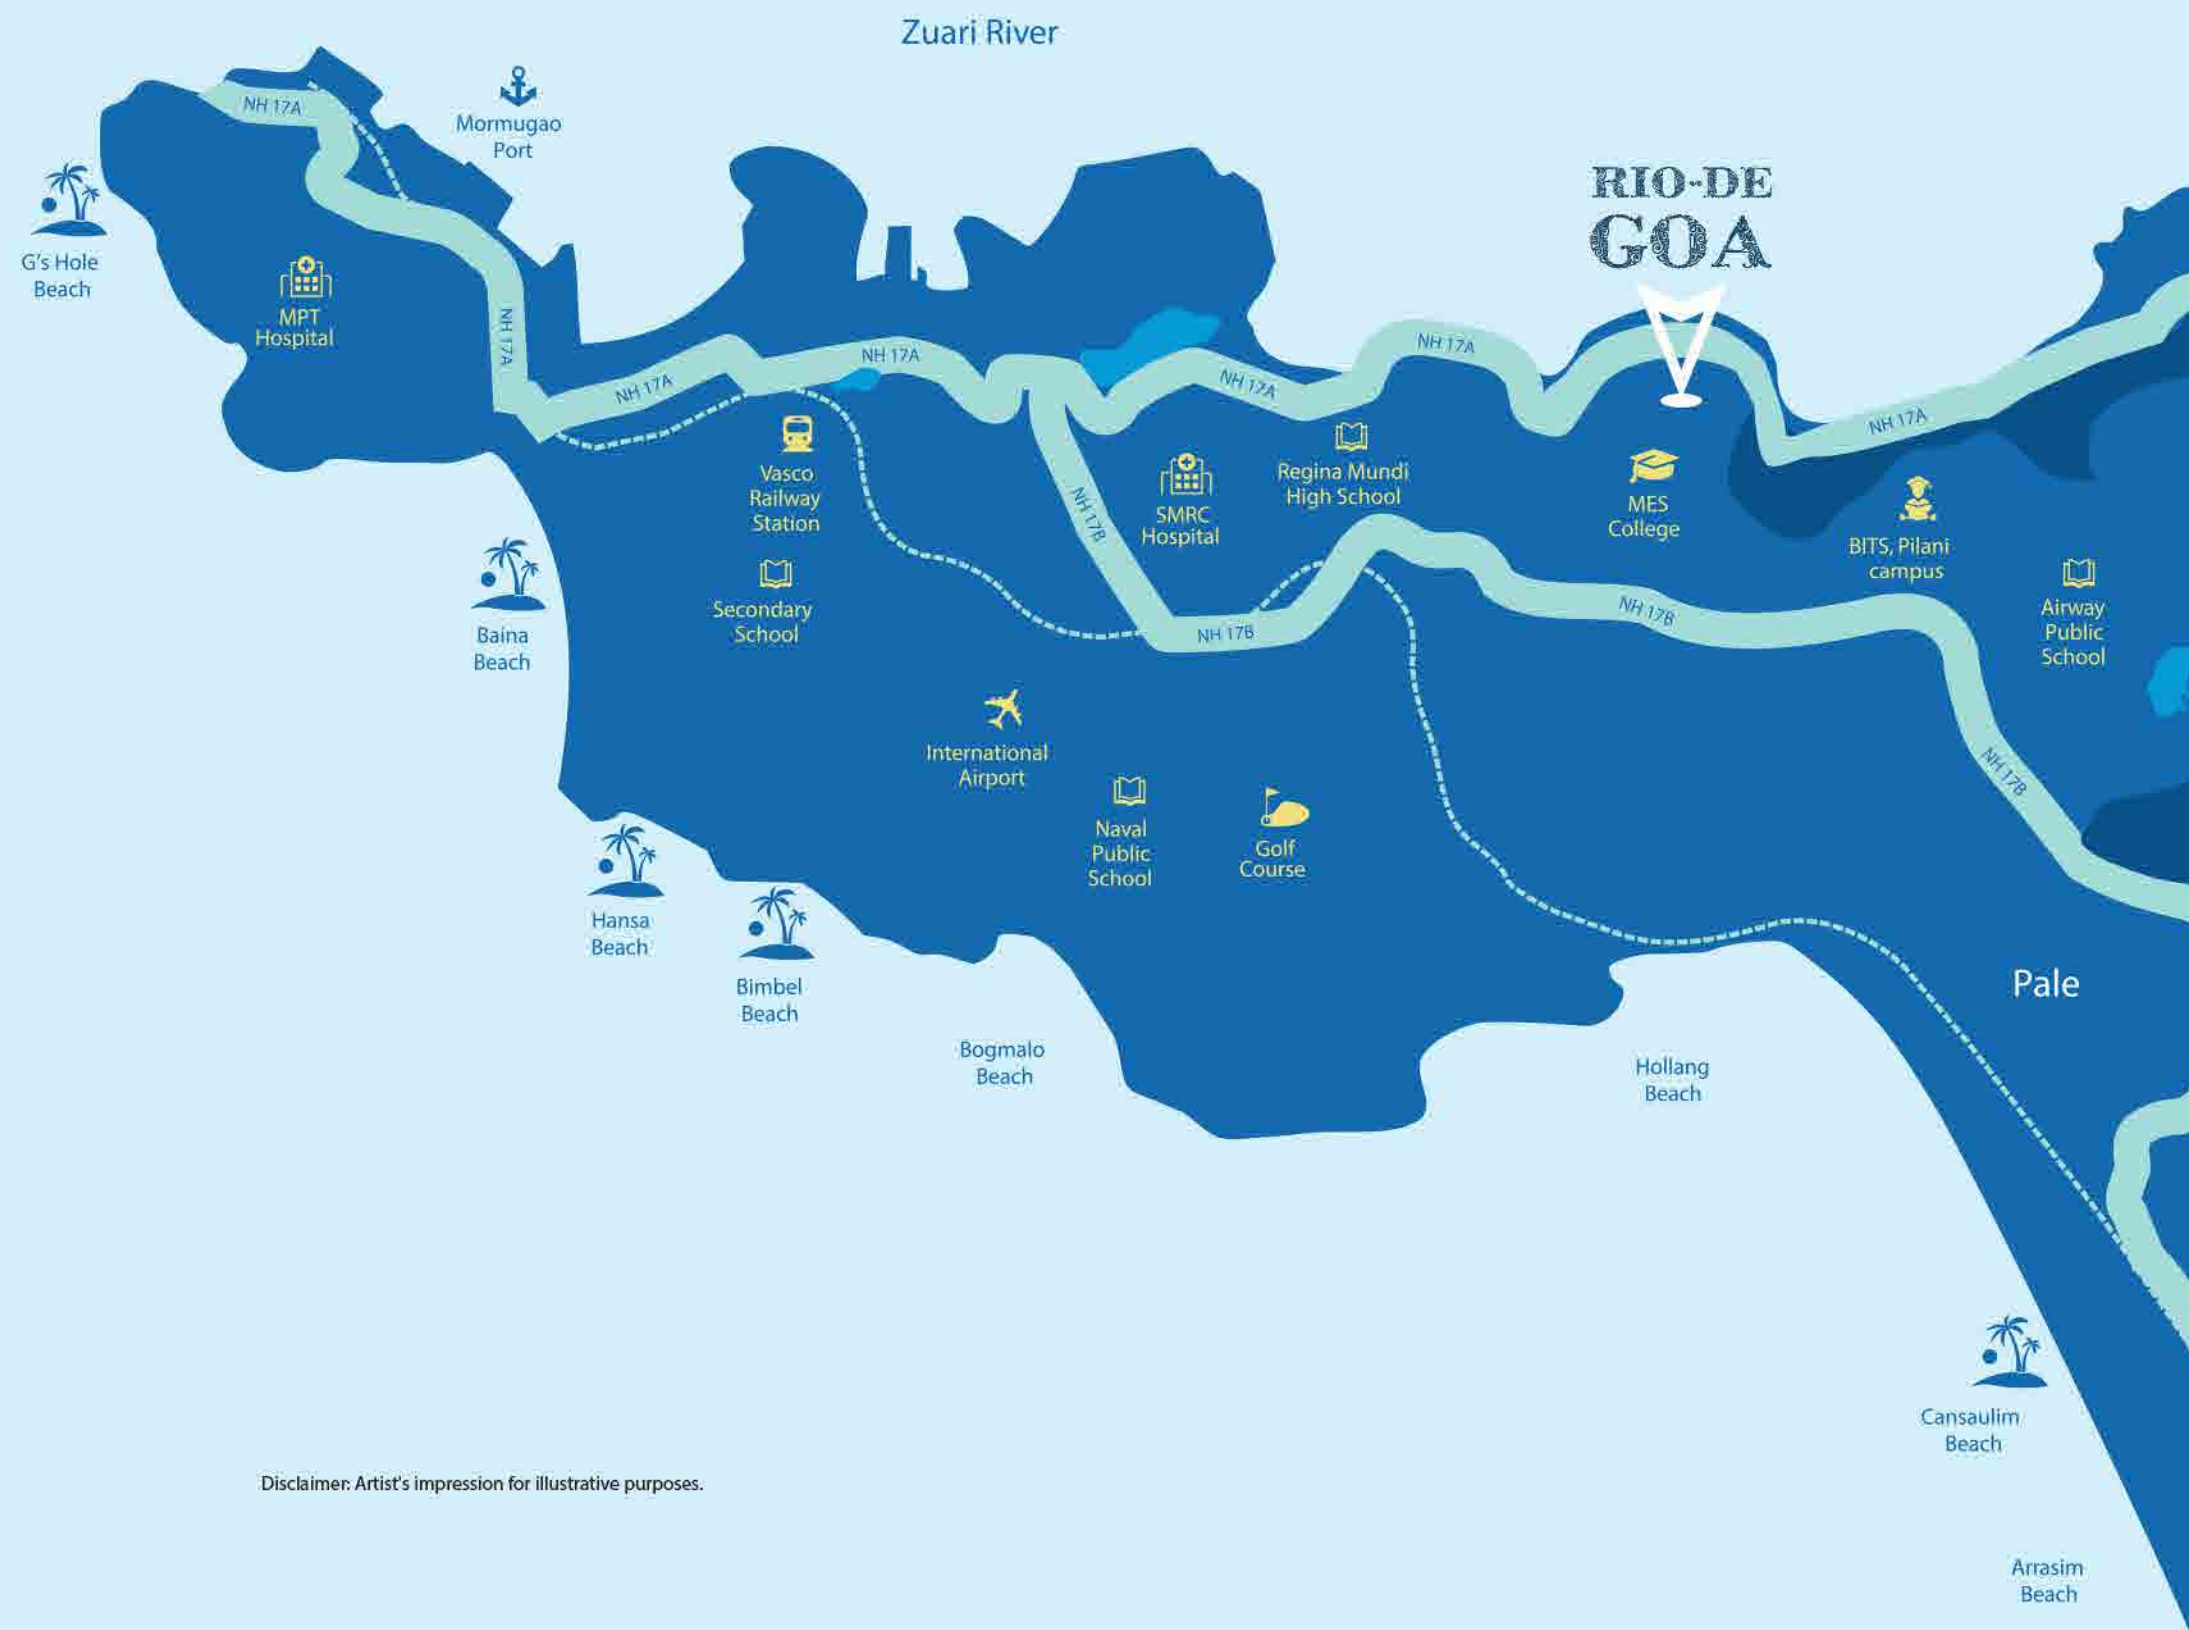 Zuari River
NH 17A
Mormugao
Port
RIO-DE
GOA
G's Hole
Beach
MPT
Hospital
NH 17A
NH 17A
NH 17A
NH 17A
NH 17A
NH 17A
Vasco
Railway
Station
NH 17B
SMRC
Hospital
Regina Mundi
High School
MES
College
BITS, Pilani
campus
Airway
Public
School
Secondary
School
Baina
Beach
NH 17B
NH 17B
NH 17B
International
Airport
Naval
Public
School
Golf
Course
Hansa
Beach
Bimbel
Beach
Bogmalo
Beach
Hollang
Beach
Pale
Cansaulim
Beach
Disclaimer: Artist's impression for illustrative purposes.
Arrasim
Beach